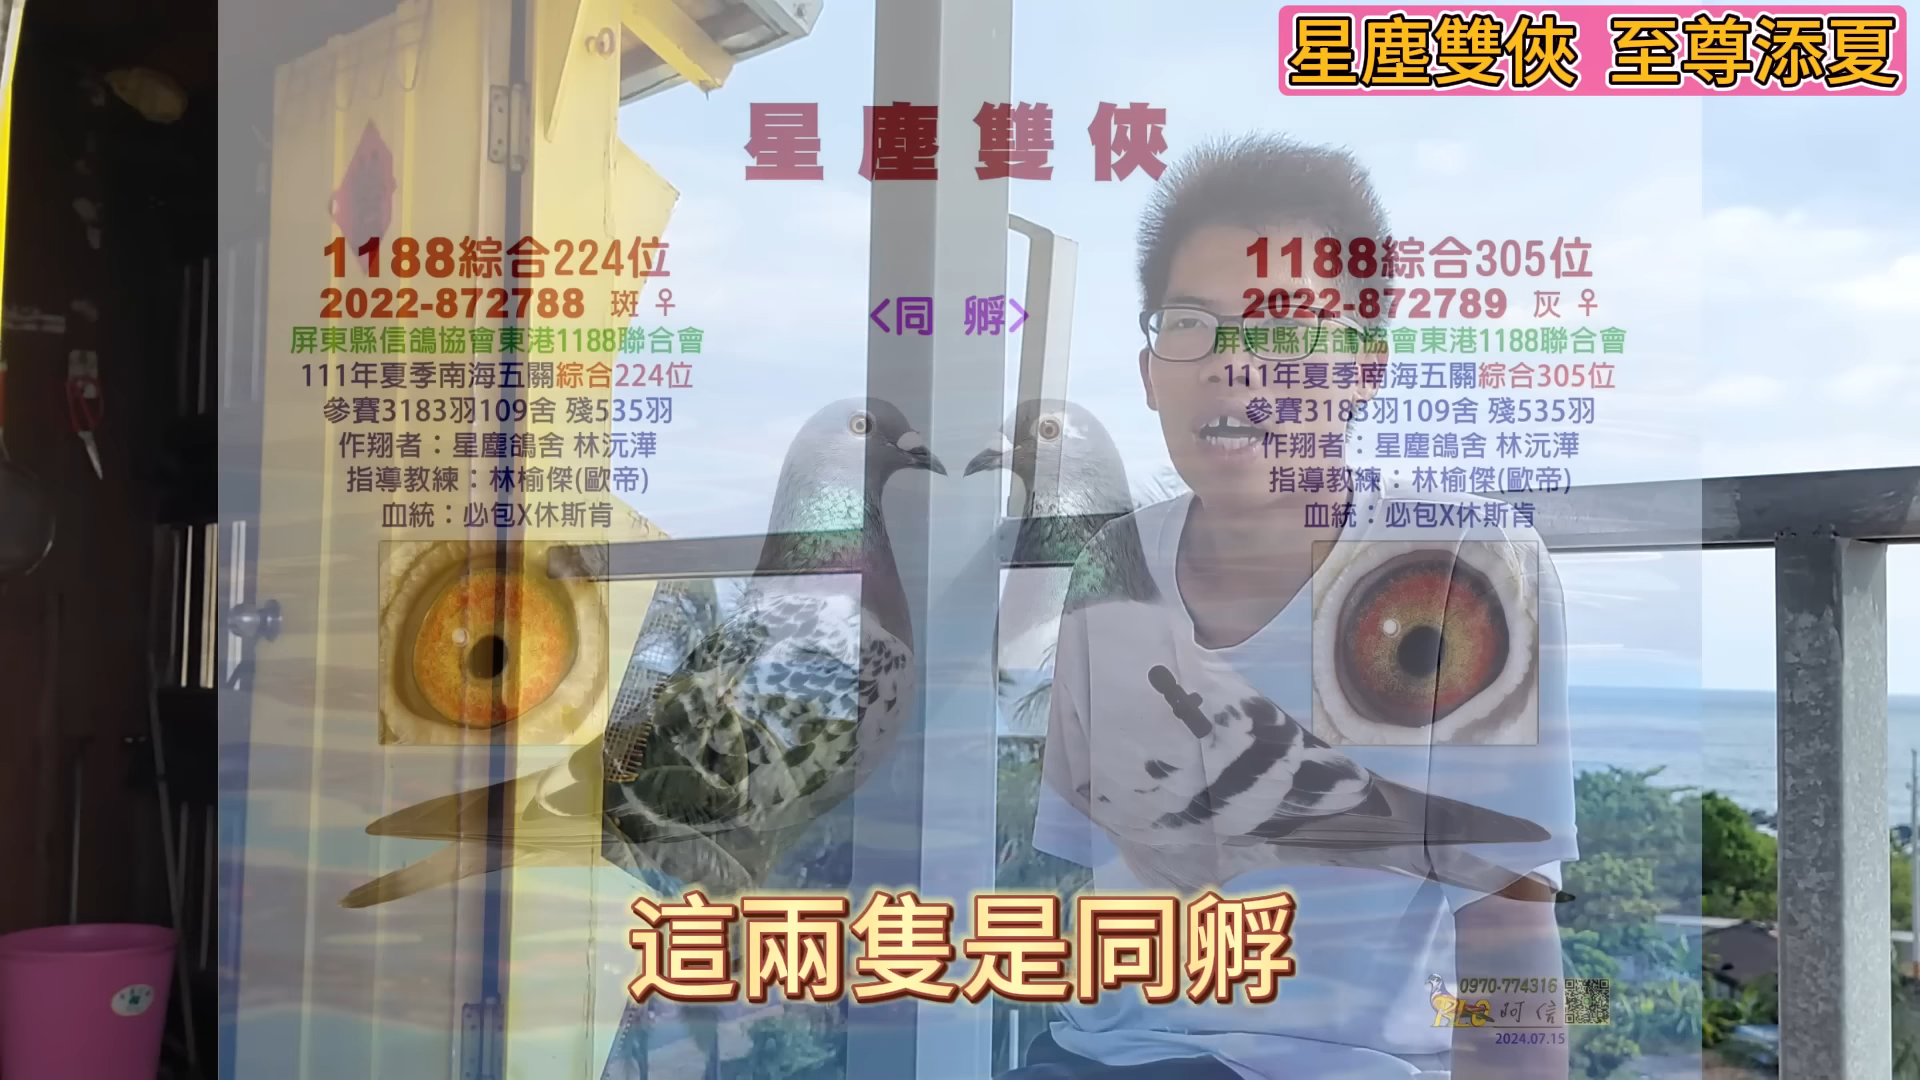 星塵雙俠 至尊添夏
星塵雙俠
1188綜合224位
2022-872788 斑♀
屏東縣信鴿協會東港1188聯合會
111年夏季南海五關綜合224位
參賽3183羽109舍 殘535羽
作翔者：星塵鴿舍 林沅澕
指導教練：林榆傑(歐帝)
血統：必包X休斯肯
<同 孵>
1188綜合305位
2022-872789 灰♀
屏東縣信鴿協會東港1188聯合會
111年夏季南海五關綜合305位
參賽3183羽109舍 殘535羽
作翔者：星塵鴿舍 林沅澕
指導教練：林榆傑(歐帝)
血統：必包X休斯肯
這兩隻是同孵
0970-774316
阿信
2024.07.15